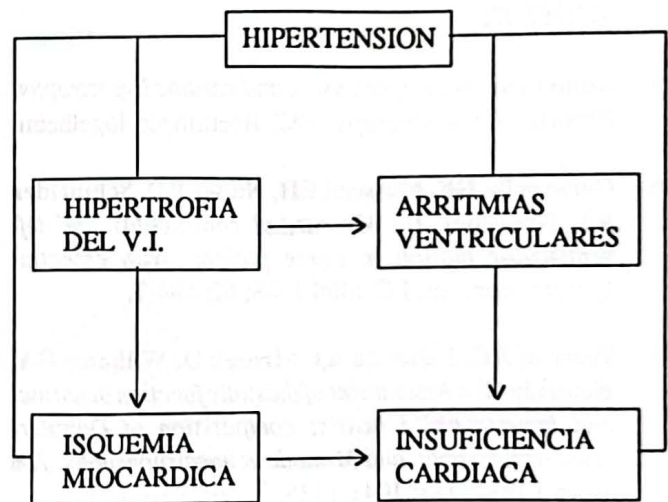 HIPERTENSION
HIPERTROFIA
DEL V.I.
ARRITMIAS
VENTRICULARES
ISQUEMIA
MIOCARDICA
INSUFICIENCIA
CARDIACA